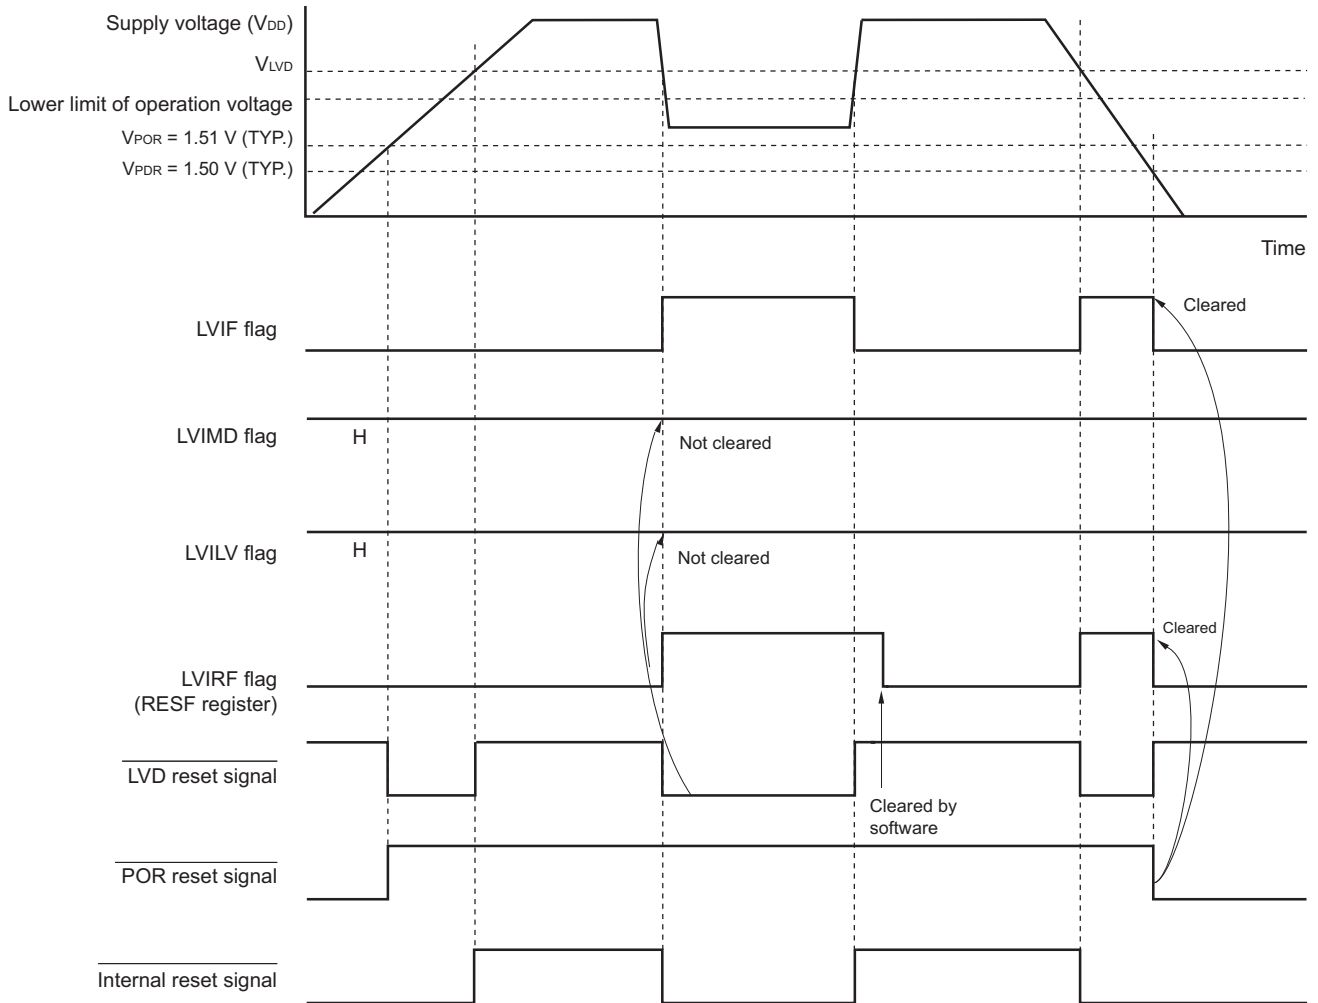 Supply voltage (VDD)
VLVD
Lower limit of operation voltage
VPOR = 1.51 V (TYP.)
VPDR = 1.50 V (TYP.)
Time
LVIF flag
Cleared
LVIMD flag
H
Not cleared
LVILV flag
H
Not cleared
LVIRF flag
(RESF register)
Cleared
LVD reset signal
Cleared by
software
POR reset signal
Internal reset signal